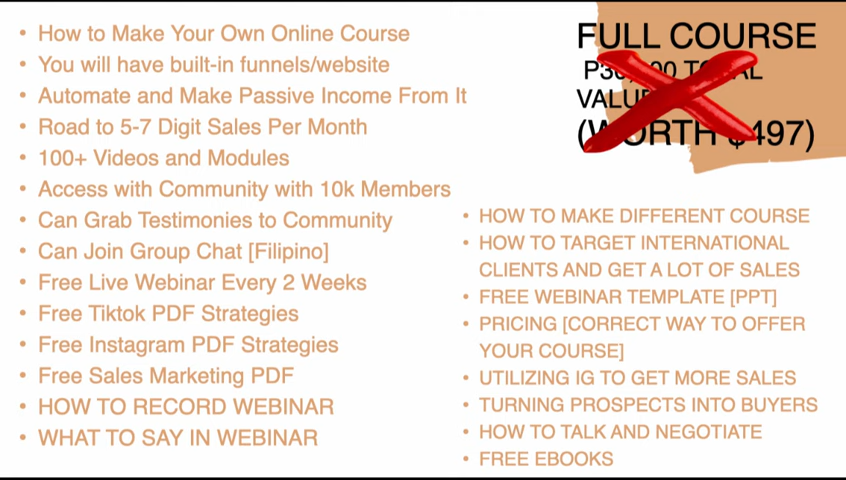 How to Make Your Own Online Course
You will have built-in funnels/website
Automate and Make Passive Income From It
Road to 5-7 Digit Sales Per Month
100+ Videos and Modules
Access with Community with 10k Members
Can Grab Testimonies to Community
Can Join Group Chat [Filipino]
Free Live Webinar Every 2 Weeks
Free Tiktok PDF Strategies
Free Instagram PDF Strategies
Free Sales Marketing PDF
HOW TO RECORD WEBINAR
WHAT TO SAY IN WEBINAR
FULL COURSE
(WORTH $497)
HOW TO MAKE DIFFERENT COURSE
HOW TO TARGET INTERNATIONAL
CLIENTS AND GET A LOT OF SALES
FREE WEBINAR TEMPLATE [PPT]
PRICING [CORRECT WAY TO OFFER
YOUR COURSE]
UTILIZING IG TO GET MORE SALES
TURNING PROSPECTS INTO BUYERS
HOW TO TALK AND NEGOTIATE
FREE EBOOKS